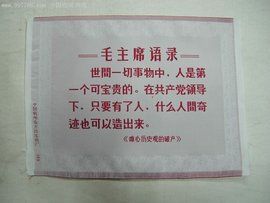 毛主席语录
世間一切事物中，人是第
一个可宝贵的。在共产党領导
下，只要有了人，什么人間奇
迹也可以造出来。
《唯心历史观的破产》